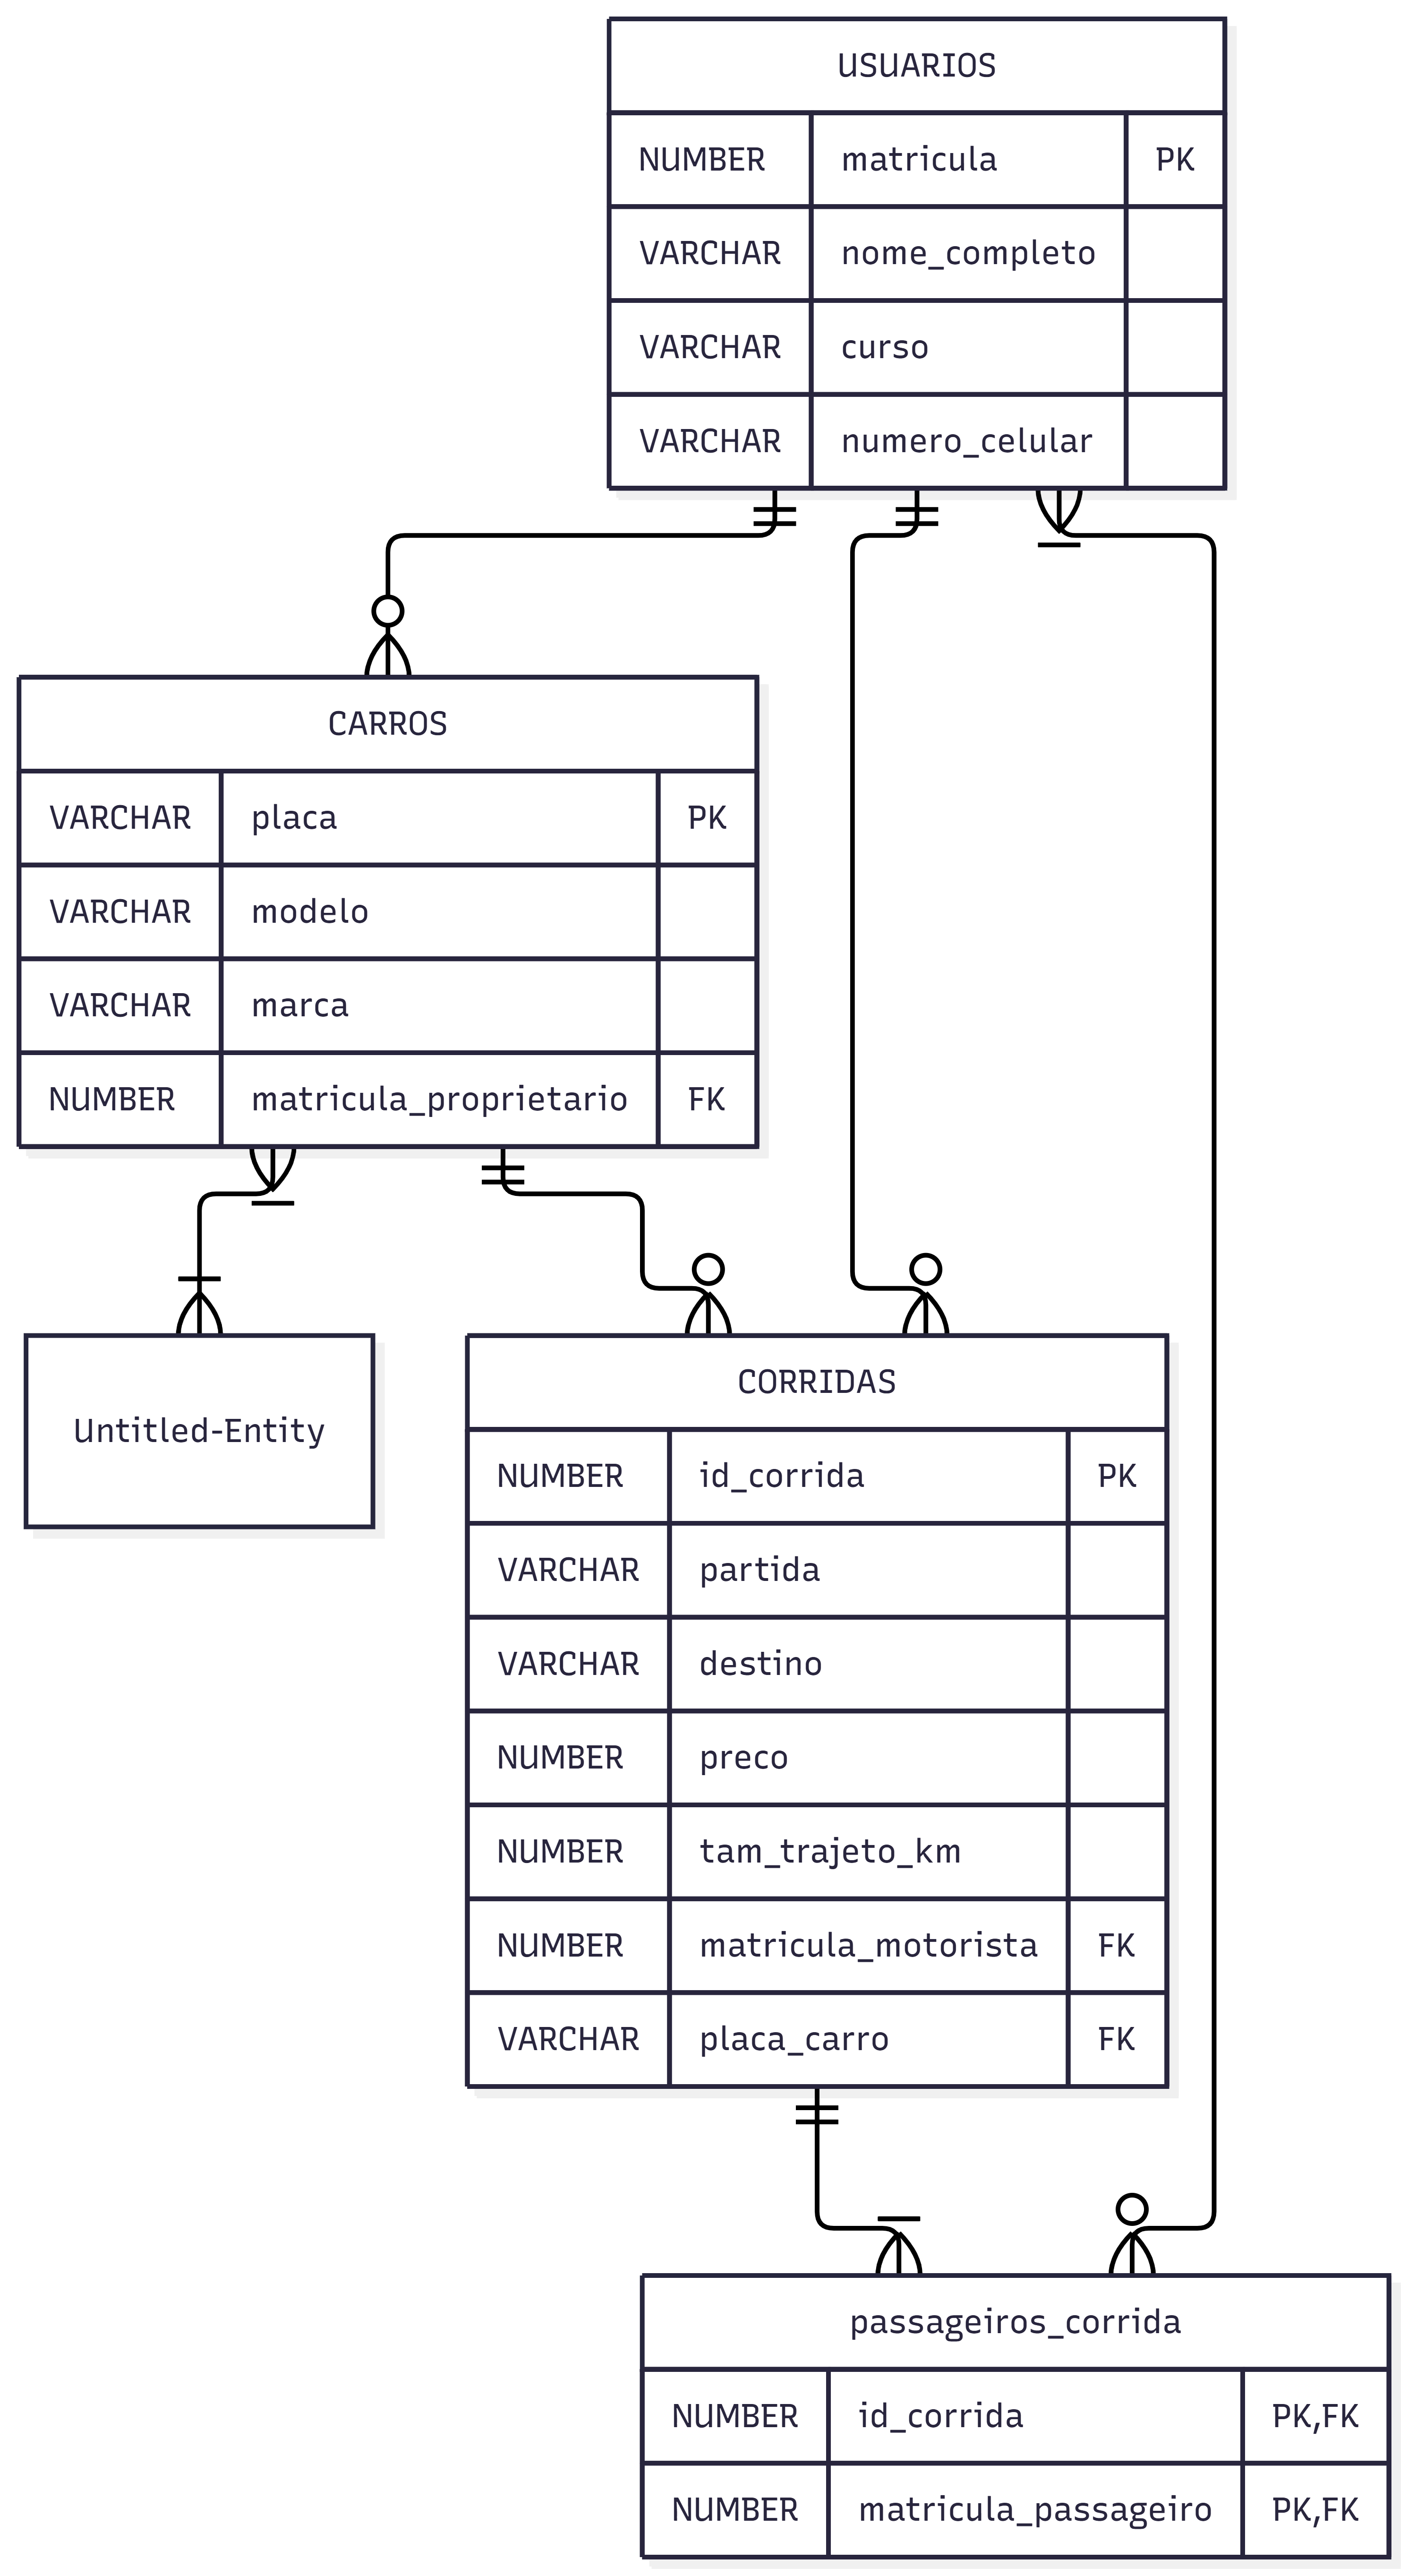 USUARIOS
NUMBER matricula PK
VARCHAR nome_completo
VARCHAR curso
VARCHAR numero_celular
CARROS
VARCHAR placa PK
VARCHAR modelo
VARCHAR marca
NUMBER matricula_proprietario FK
Untitled-Entity
CORRIDAS
NUMBER id_corrida PK
VARCHAR partida
VARCHAR destino
NUMBER preco
NUMBER tam_trajeto_km
NUMBER matricula_motorista FK
VARCHAR placa_carro FK
passageiros_corrida
NUMBER id_corrida PK,FK
NUMBER matricula_passageiro PK,FK